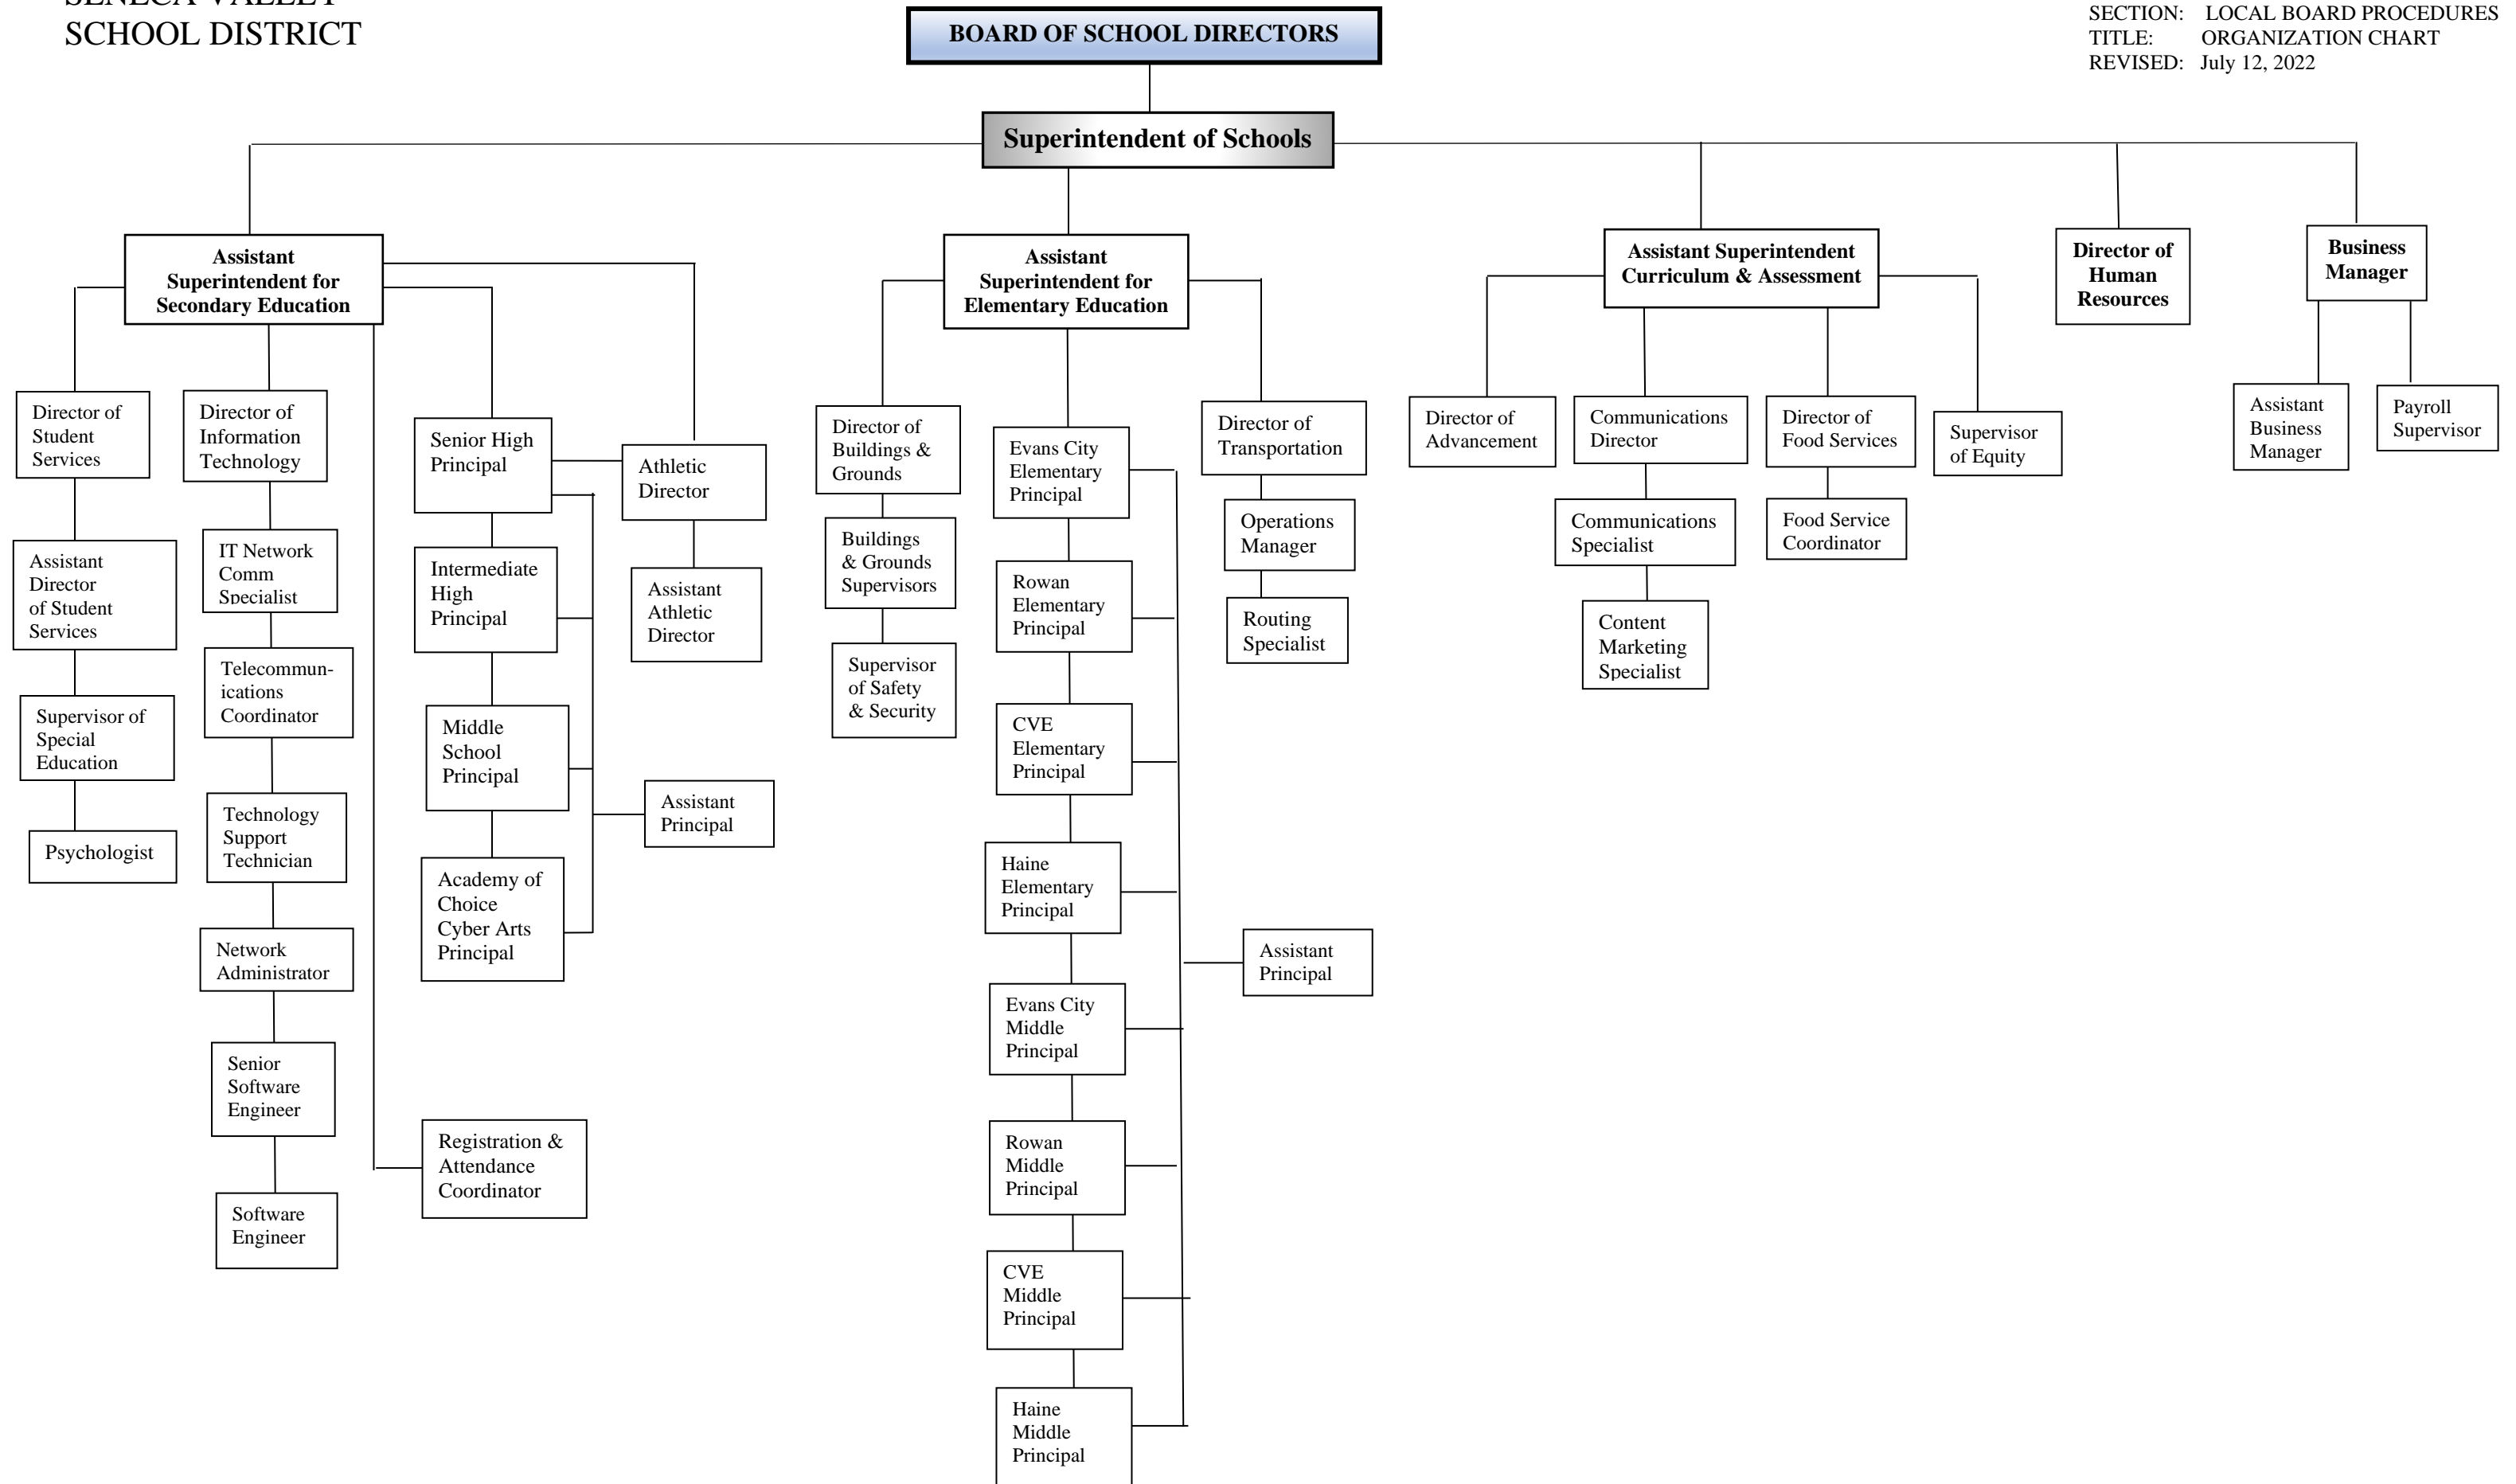 SENECA VALLEY
SCHOOL DISTRICT
BOARD OF SCHOOL DIRECTORS
SECTION: LOCAL BOARD PROCEDURES
TITLE: ORGANIZATION CHART
REVISED: July 12, 2022
Superintendent of Schools
Assistant
Superintendent for
Secondary Education
Assistant
Superintendent for
Elementary Education
Assistant Superintendent
Curriculum & Assessment
Director of
Human
Resources
Business
Manager
Director of
Student
Services
Assistant
Director
of Student
Services
Supervisor of
Special
Education
Psychologist
Director of
Information
Technology
IT Network
Comm
Specialist
Telecommun-
ications
Coordinator
Technology
Support
Technician
Network
Administrator
Senior
Software
Engineer
Software
Engineer
Senior High
Principal
Intermediate
High
Principal
Middle
School
Principal
Academy of
Choice
Cyber Arts
Principal
Registration &
Attendance
Coordinator
Athletic
Director
Assistant
Athletic
Director
Assistant
Principal
Director of
Buildings &
Grounds
Buildings
& Grounds
Supervisors
Supervisor
of Safety
& Security
Evans City
Elementary
Principal
Rowan
Elementary
Principal
CVE
Elementary
Principal
Haine
Elementary
Principal
Evans City
Middle
Principal
Rowan
Middle
Principal
CVE
Middle
Principal
Haine
Middle
Principal
Director of
Transportation
Operations
Manager
Routing
Specialist
Assistant
Principal
Director of
Advancement
Communications
Director
Communications
Specialist
Content
Marketing
Specialist
Director of
Food Services
Food Service
Coordinator
Supervisor
of Equity
Assistant
Business
Manager
Payroll
Supervisor